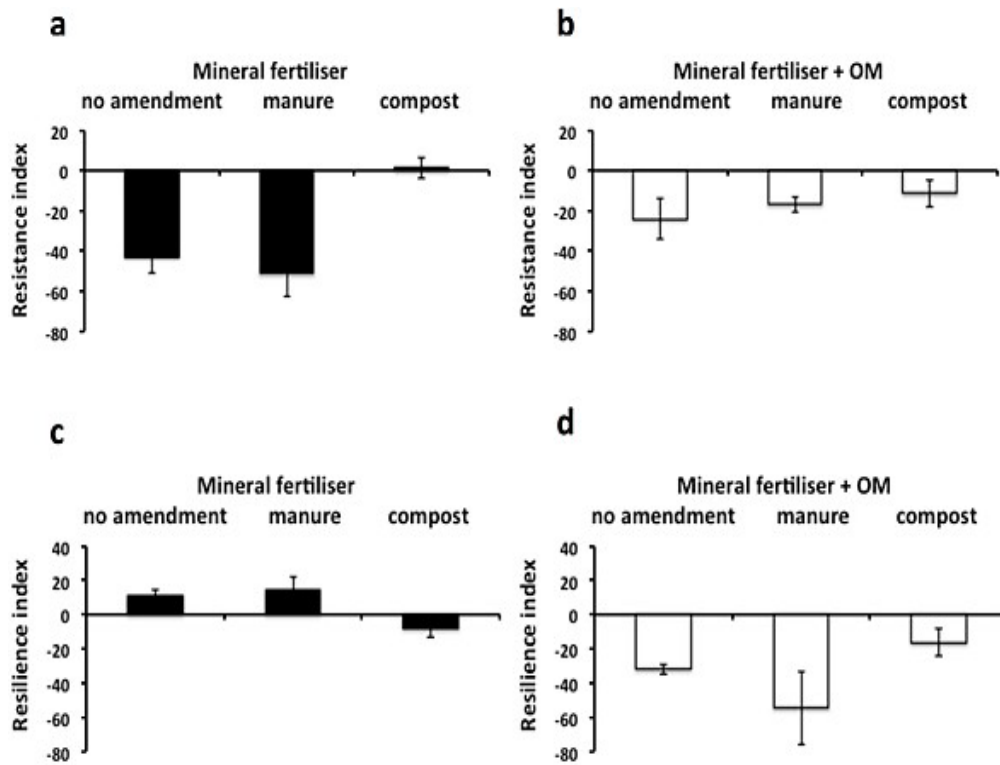 a
Mineral fertiliser
no amendment manure compost
Resistance index
20
0
-20
-40
-60
-80
b
Mineral fertiliser + OM
no amendment manure compost
Resistance index
20
0
-20
-40
-60
-80
c
Mineral fertiliser
no amendment manure compost
Resilience index
40
20
0
-20
-40
-60
-80
d
Mineral fertiliser + OM
no amendment manure compost
Resilience index
40
20
0
-20
-40
-60
-80